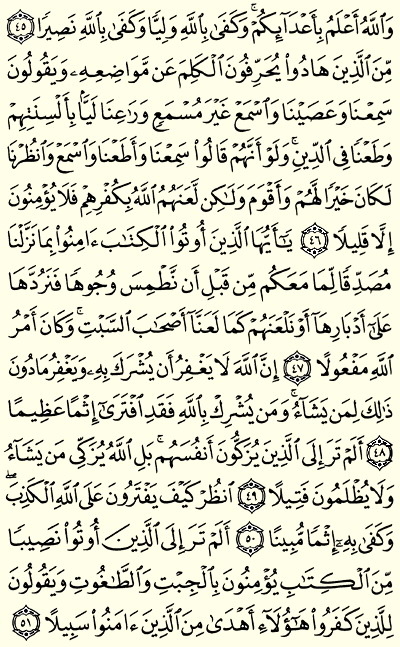 وَٱللَّهُ أَعۡلَمُ بِأَعۡدَآئِكُمۡۚ وَكَفَىٰ بِٱللَّهِ وَلِيّٗا وَكَفَىٰ بِٱللَّهِ نَصِيرٗا ٤٥
مِّنَ ٱلَّذِينَ هَادُواْ يُحَرِّفُونَ ٱلۡكَلِمَ عَن مَّوَاضِعِهِۦ وَيَقُولُونَ
سَمِعۡنَا وَعَصَيۡنَا وَٱسۡمَعۡ غَيۡرَ مُسۡمَعٖ وَرَٰعِنَا لَيَّۢا بِأَلۡسِنَتِهِمۡ
وَطَعۡنٗا فِي ٱلدِّينِۚ وَلَوۡ أَنَّهُمۡ قَالُواْ سَمِعۡنَا وَأَطَعۡنَا وَٱسۡمَعۡ وَٱنظُرۡنَا
لَكَانَ خَيۡرٗا لَّهُمۡ وَأَقۡوَمَ وَلَٰكِن لَّعَنَهُمُ ٱللَّهُ بِكُفۡرِهِمۡ فَلَا يُؤۡمِنُونَ
إِلَّا قَلِيلٗا ٤٦ يَٰٓأَيُّهَا ٱلَّذِينَ أُوتُواْ ٱلۡكِتَٰبَ ءَامِنُواْ بِمَا نَزَّلۡنَا
مُصَدِّقٗا لِّمَا مَعَكُم مِّن قَبۡلِ أَن نَّطۡمِسَ وُجُوهٗا فَنَرُدَّهَا
عَلَىٰٓ أَدۡبَارِهَآ أَوۡ نَلۡعَنَهُمۡ كَمَا لَعَنَّآ أَصۡحَٰبَ ٱلسَّبۡتِۚ وَكَانَ أَمۡرُ
ٱللَّهِ مَفۡعُولًا ٤٧ إِنَّ ٱللَّهَ لَا يَغۡفِرُ أَن يُشۡرَكَ بِهِۦ وَيَغۡفِرُ مَا دُونَ
ذَٰلِكَ لِمَن يَشَآءُۚ وَمَن يُشۡرِكۡ بِٱللَّهِ فَقَدِ ٱفۡتَرَىٰٓ إِثۡمًا عَظِيمًا
٤٨ أَلَمۡ تَرَ إِلَى ٱلَّذِينَ يُزَكُّونَ أَنفُسَهُمۚ بَلِ ٱللَّهُ يُزَكِّي مَن يَشَآءُ
وَلَا يُظۡلَمُونَ فَتِيلًا ٤٩ ٱنظُرۡ كَيۡفَ يَفۡتَرُونَ عَلَى ٱللَّهِ ٱلۡكَذِبَۖ
وَكَفَىٰ بِهِۦٓ إِثۡمٗا مُّبِينًا ٥٠ أَلَمۡ تَرَ إِلَى ٱلَّذِينَ أُوتُواْ نَصِيبٗا
مِّنَ ٱلۡكِتَٰبِ يُؤۡمِنُونَ بِٱلۡجِبۡتِ وَٱلطَّٰغُوتِ وَيَقُولُونَ
لِلَّذِينَ كَفَرُواْ هَٰٓؤُلَآءِ أَهۡدَىٰ مِنَ ٱلَّذِينَ ءَامَنُواْ سَبِيلًا ٥١